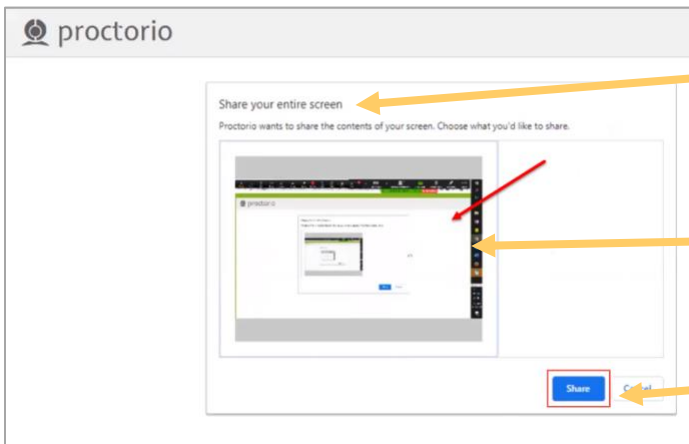 proctorio
Share your entire screen
Proctorio wants to share the contents of your screen. Choose what you'd like to share.
proctorio
Share